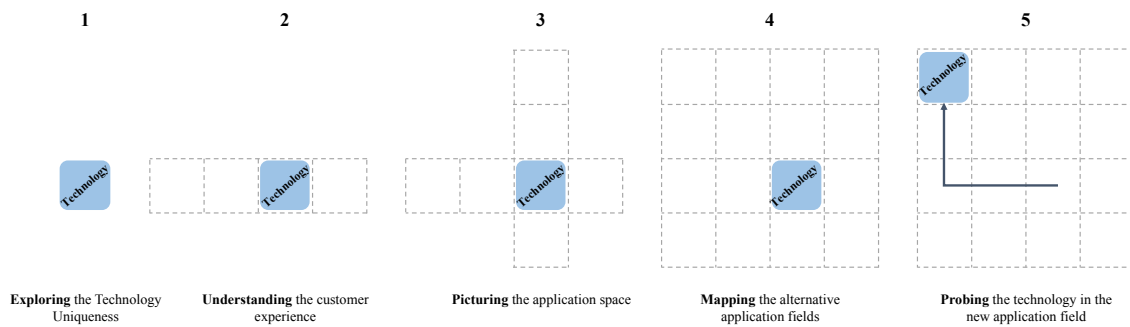 1
2
3
4
5
Technology
Technology
Technology
Technology
Technology
Exploring the Technology
Uniqueness
Understanding the customer
experience
Picturing the application space
Mapping the alternative
application fields
Probing the technology in the
new application field